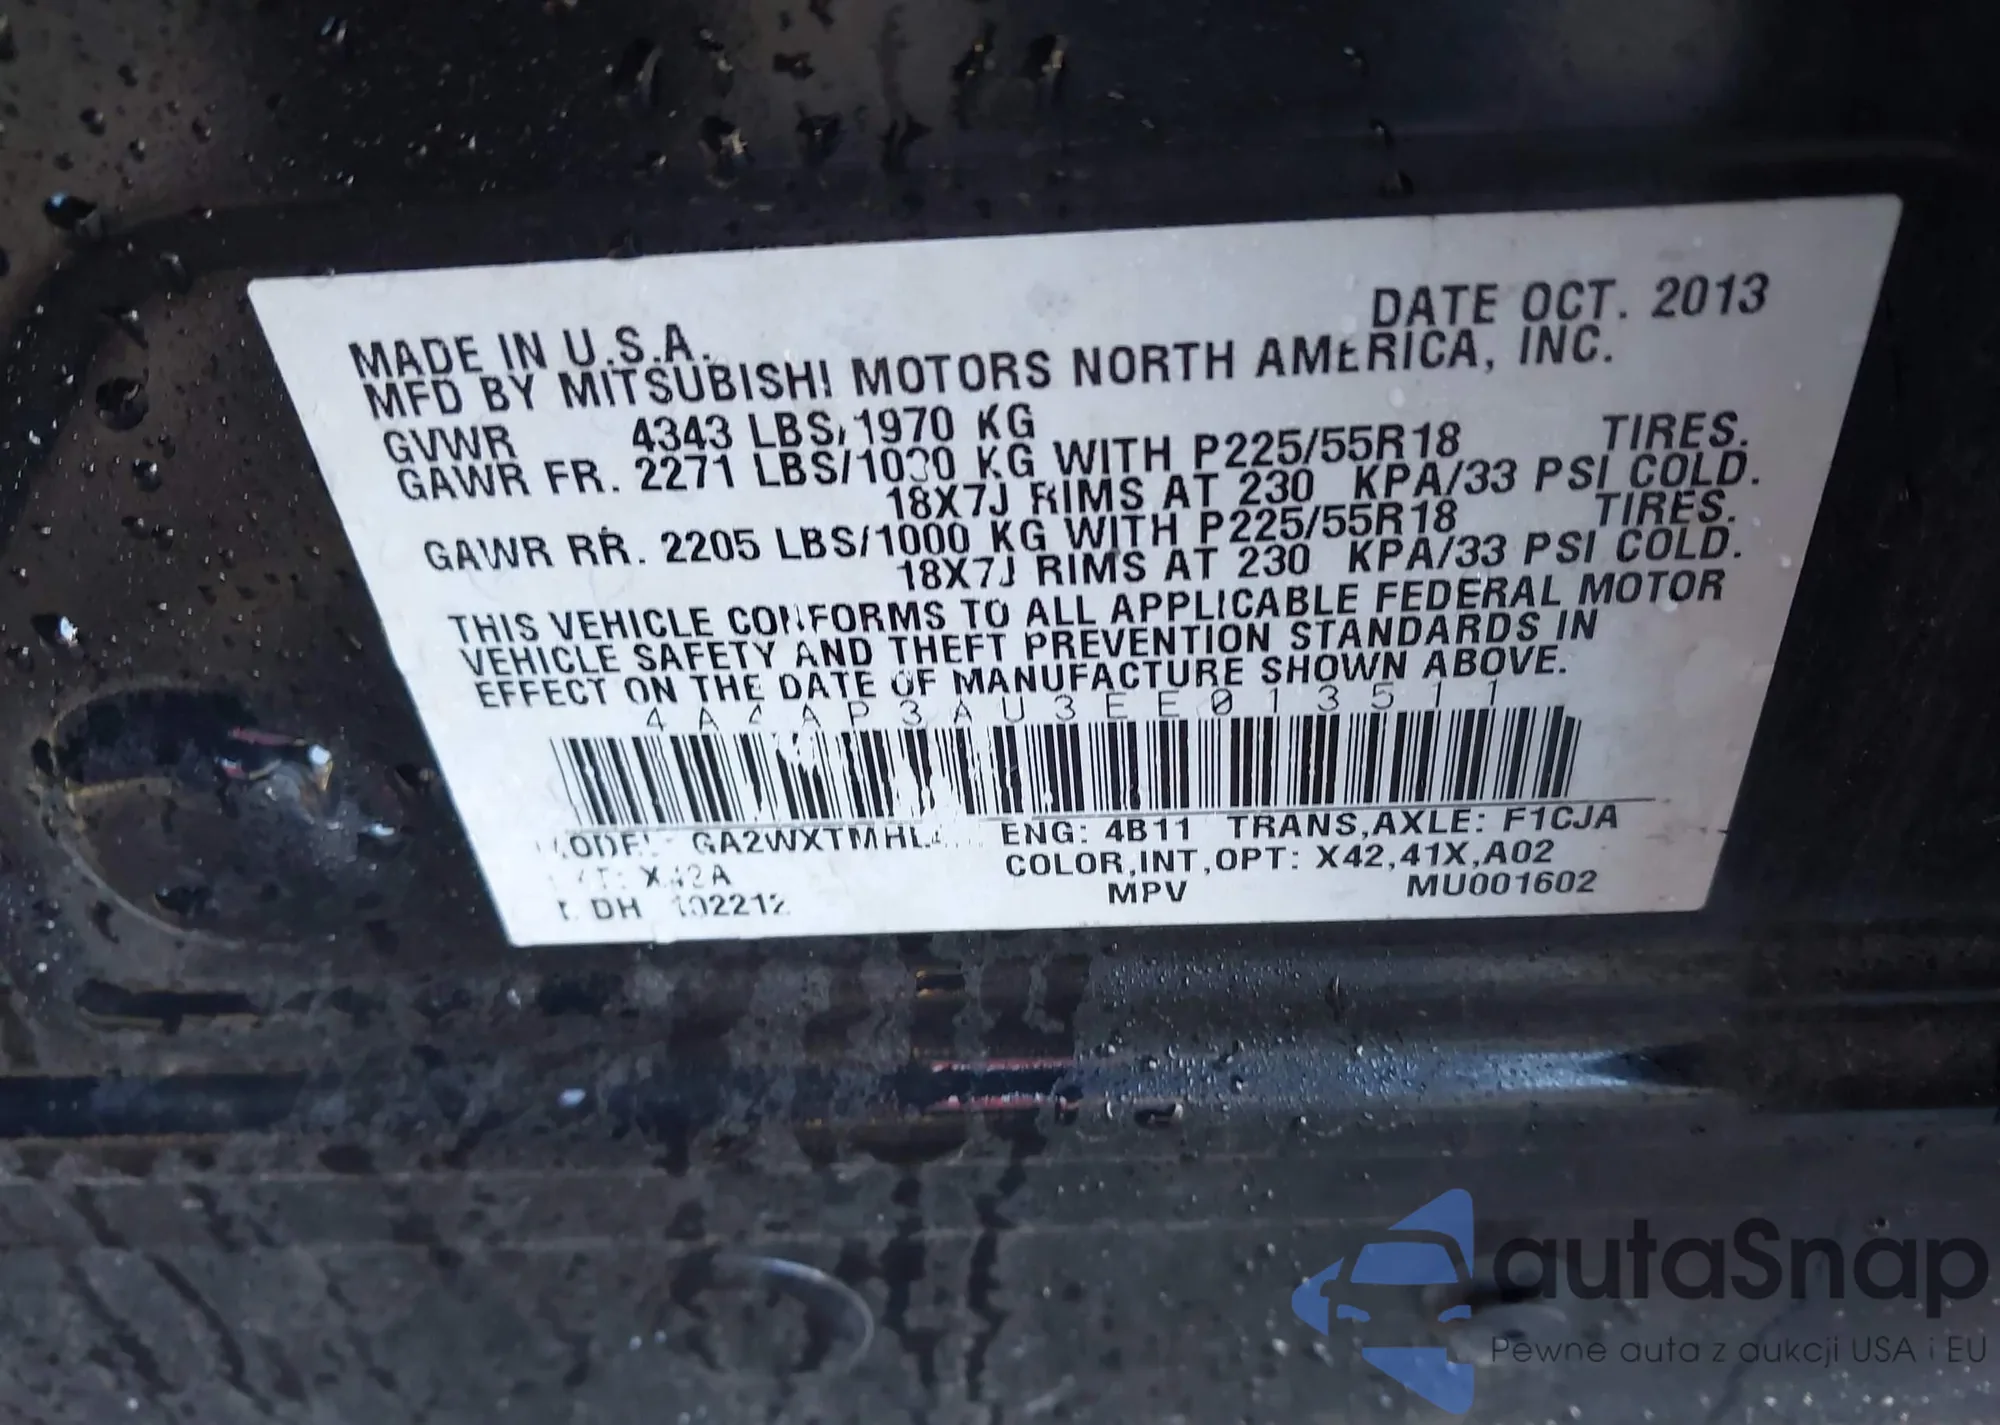 DATE OCT. 2013
MADE IN U.S.A.
MFD BY MITSUBISHI MOTORS NORTH AMERICA, INC.
GVWR 4343 LBS/1970 KG
GAWR FR. 2271 LBS/1030 KG WITH P225/55R18 TIRES.
18X7J RIMS AT 230 KPA/33 PSI COLD.
GAWR RR. 2205 LBS/1000 KG WITH P225/55R18 TIRES.
18X7J RIMS AT 230 KPA/33 PSI COLD.
THIS VEHICLE CONFORMS TO ALL APPLICABLE FEDERAL MOTOR
VEHICLE SAFETY AND THEFT PREVENTION STANDARDS IN
EFFECT ON THE DATE OF MANUFACTURE SHOWN ABOVE.
4A4AP3AU3EE013511
ENG: 4B11 TRANS,AXLE: F1CJA
X42A COLOR,INT,OPT: X42,41X,A02
DH 102212 MPV MU001602
autaSnap
Pewne auta z aukcji USA i EU